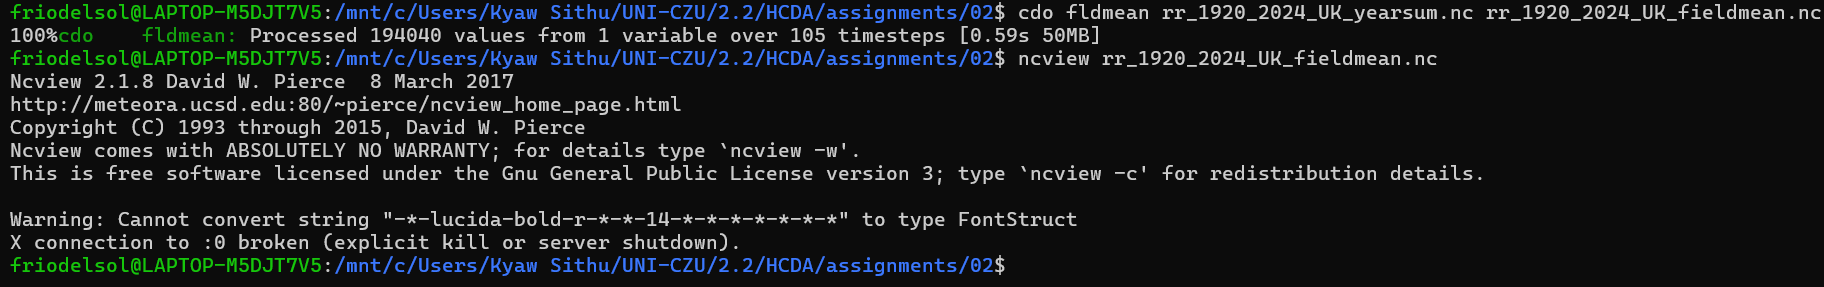 friodelsol@LAPTOP-M5DJT7V5:/mnt/c/Users/Kyaw Sithu/UNI-CZU/2.2/HCDA/assignments/02$ cdo fldmean rr_1920_2024_UK_yearsum.nc rr_1920_2024_UK_fieldmean.nc
100%cdo    fldmean: Processed 194040 values from 1 variable over 105 timesteps [0.59s 50MB]
friodelsol@LAPTOP-M5DJT7V5:/mnt/c/Users/Kyaw Sithu/UNI-CZU/2.2/HCDA/assignments/02$ ncview rr_1920_2024_UK_fieldmean.nc
Ncview 2.1.8 David W. Pierce  8 March 2017
http://meteora.ucsd.edu:80/~pierce/ncview_home_page.html
Copyright (C) 1993 through 2015, David W. Pierce
Ncview comes with ABSOLUTELY NO WARRANTY; for details type `ncview -w'.
This is free software licensed under the Gnu General Public License version 3; type `ncview -c' for redistribution details.

Warning: Cannot convert string "-*-lucida-bold-r-*-*-14-*-*-*-*-*-*-*" to type FontStruct
X connection to :0 broken (explicit kill or server shutdown).
friodelsol@LAPTOP-M5DJT7V5:/mnt/c/Users/Kyaw Sithu/UNI-CZU/2.2/HCDA/assignments/02$